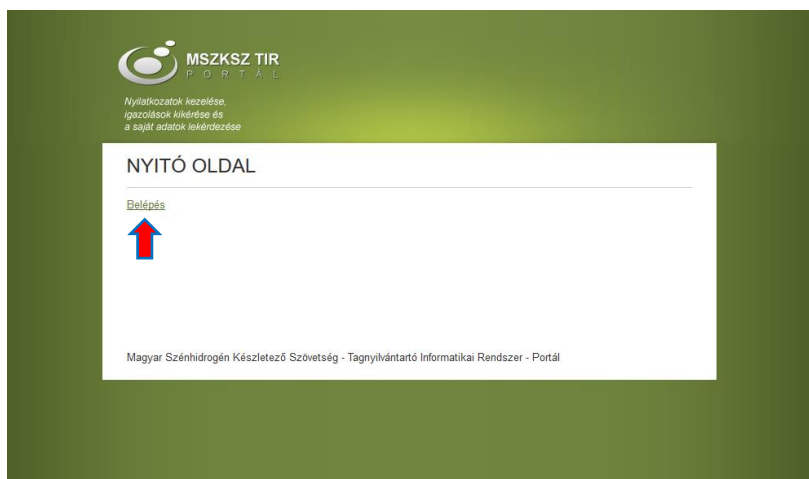 MSZKSZ TIR
PORTÁL
Nyilatkozatok kezelése,
igazolások kikérése és
a saját adatok lekérdezése
NYITÓ OLDAL
Belépés
Magyar Szénhidrogén Készletező Szövetség - Tagnyilvántartó Informatikai Rendszer - Portál